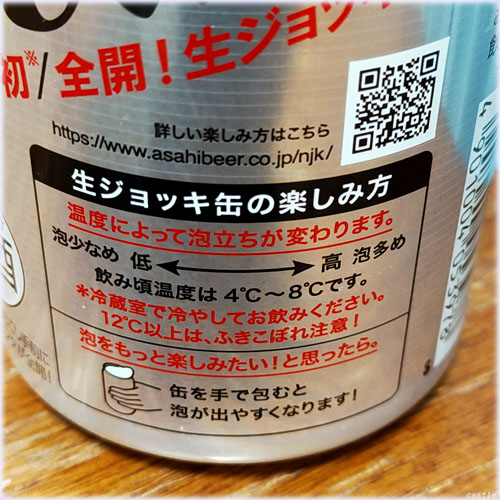 初※/全開！生ジョッキ
詳しい楽しみ方はこちら
https://www.asahibeer.co.jp/njk/
生ジョッキ缶の楽しみ方
温度によって泡立ちが変わります。
泡少なめ 低 ←→ 高 泡多め
飲み頃温度は4℃〜8℃です。
*冷蔵室で冷やしてお飲みください。
12℃以上は、ふきこぼれ注意！
泡をもっと楽しみたい！と思ったら。
缶を手で包むと
泡が出やすくなります！
castle